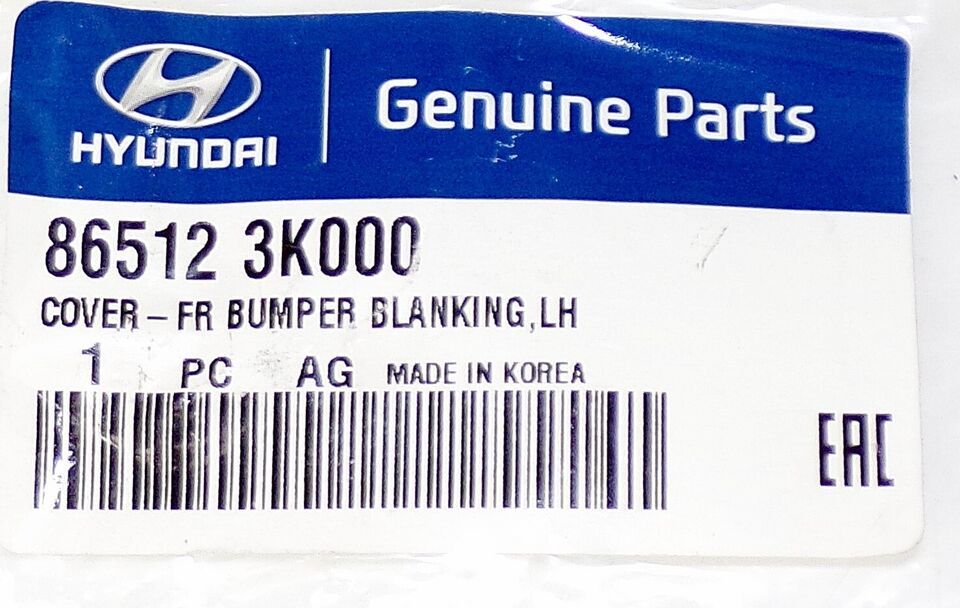 HYUNDAI
Genuine Parts
86512 3K000
COVER - FR BUMPER BLANKING,LH
1 PC AG MADE IN KOREA
EAC